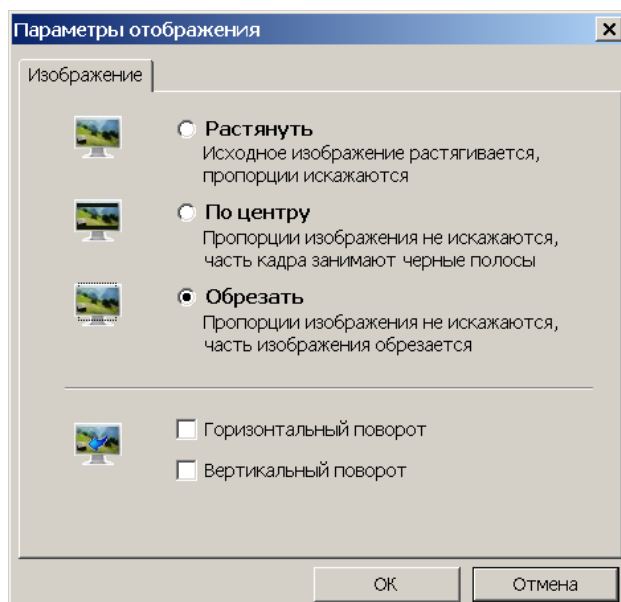 Параметры отображения
Изображение
Растянуть
Исходное изображение растягивается,
пропорции искажаются
По центру
Пропорции изображения не искажаются,
часть кадра занимают черные полосы
Обрезать
Пропорции изображения не искажаются,
часть изображения обрезается
Горизонтальный поворот
Вертикальный поворот
ОК
Отмена